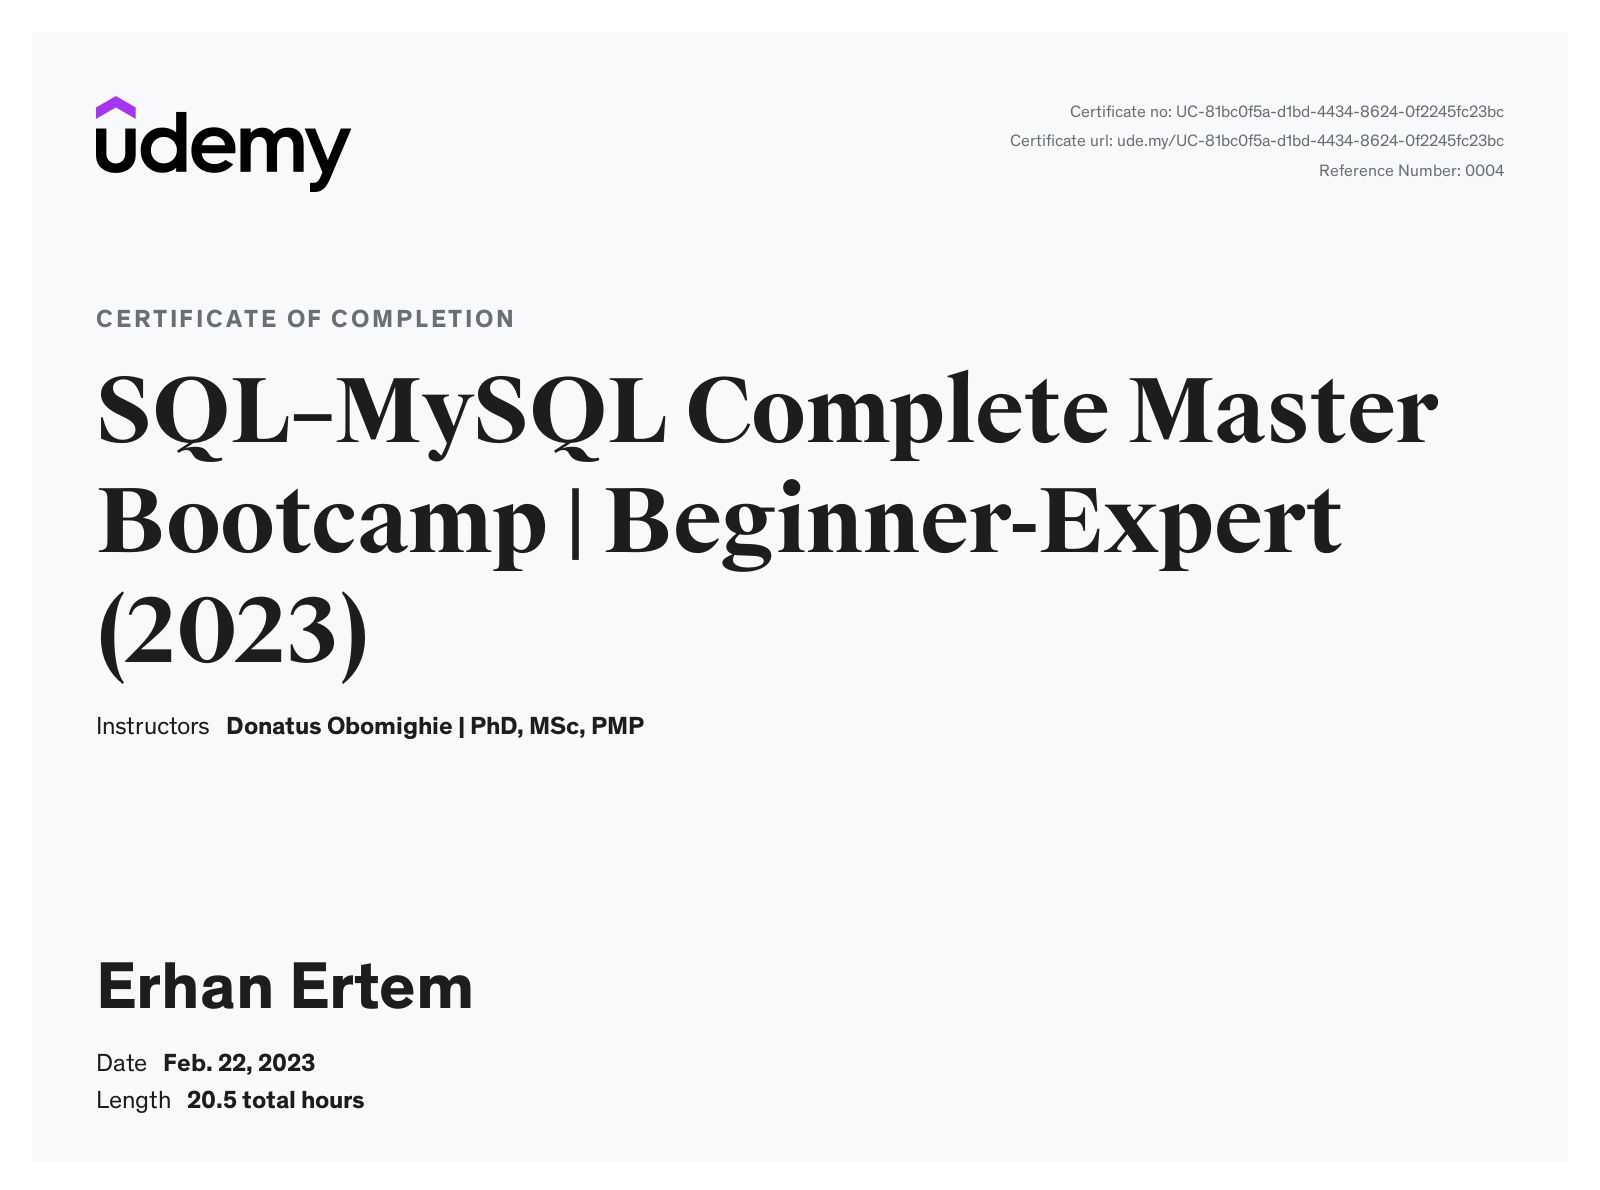 udemy
Certificate no: UC-81bc0f5a-d1bd-4434-8624-0f2245fc23bc
Certificate url: ude.my/UC-81bc0f5a-d1bd-4434-8624-0f2245fc23bc
Reference Number: 0004
CERTIFICATE OF COMPLETION
SQL–MySQL Complete Master
Bootcamp | Beginner-Expert
(2023)
Instructors Donatus Obomighie | PhD, MSc, PMP
Erhan Ertem
Date Feb. 22, 2023
Length 20.5 total hours